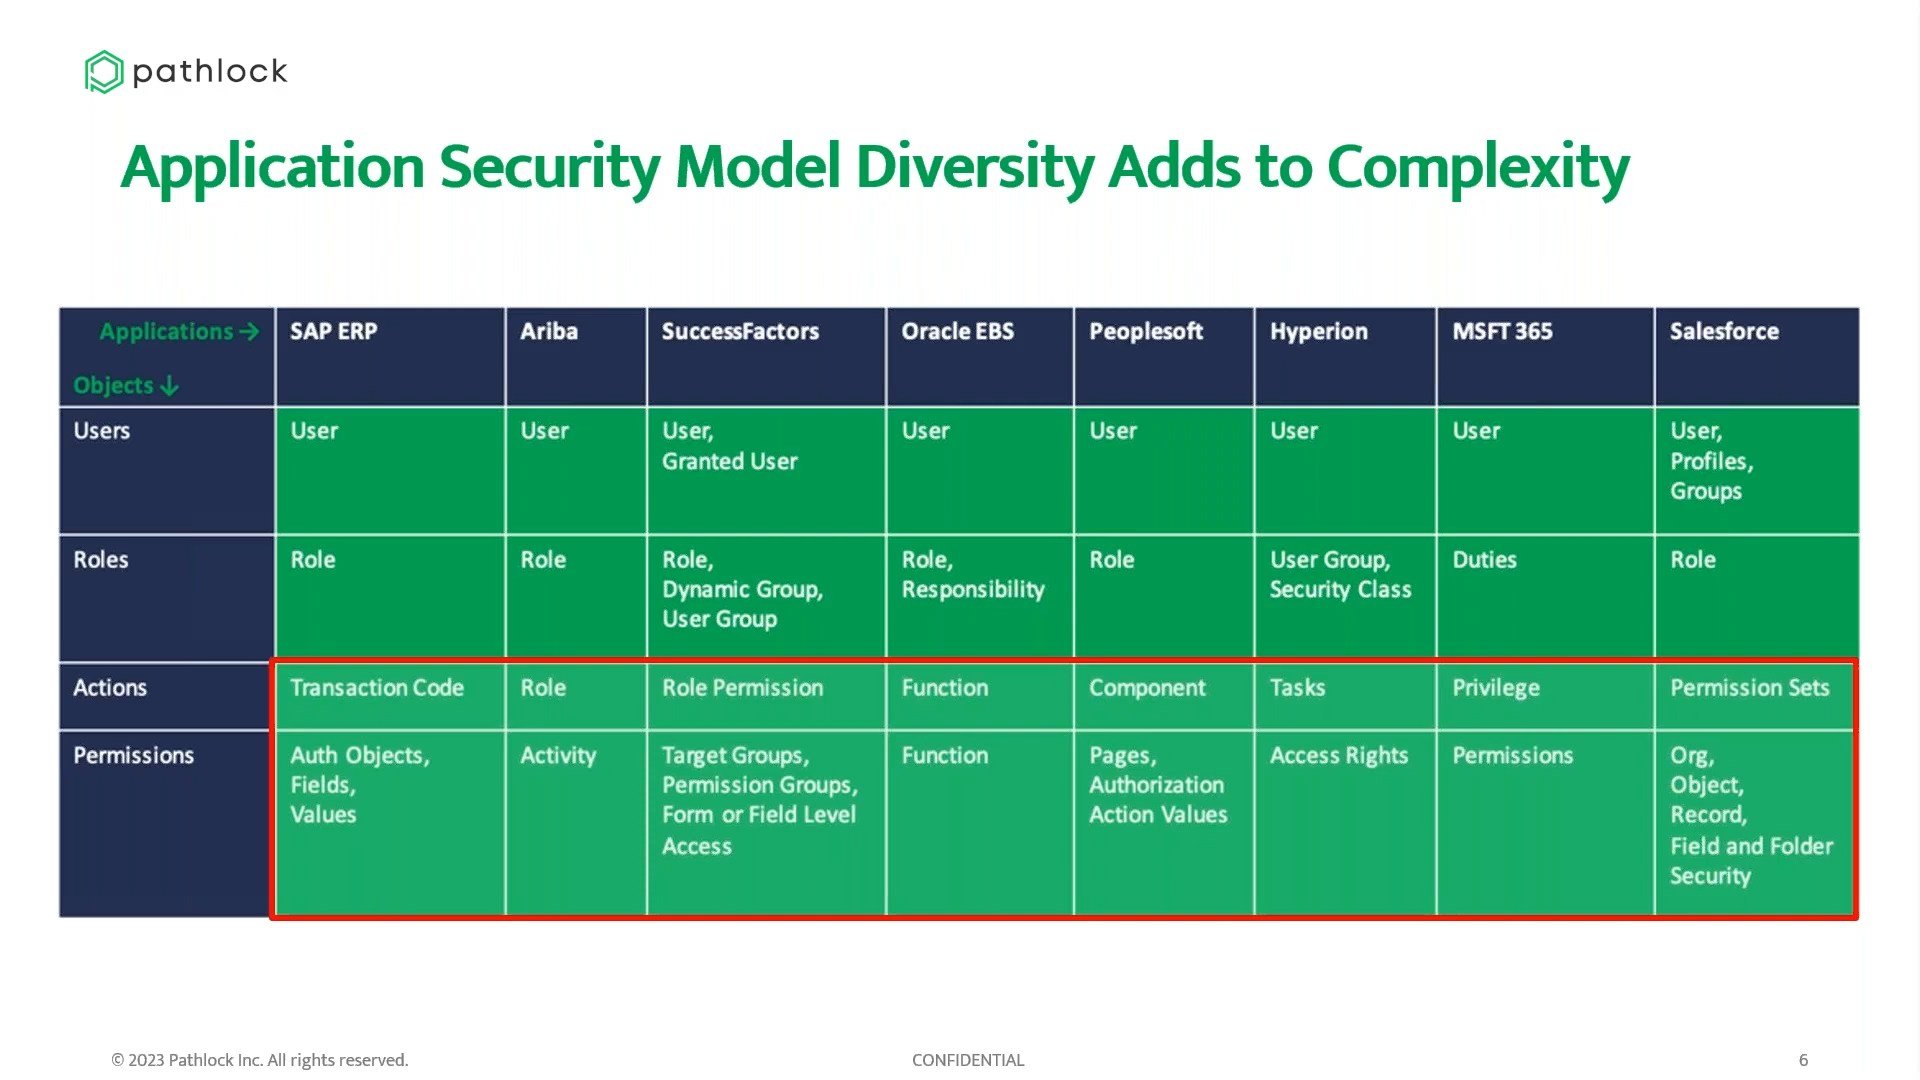 pathlock
Application Security Model Diversity Adds to Complexity
Applications →
Objects ↓
SAP ERP
Ariba
SuccessFactors
Oracle EBS
Peoplesoft
Hyperion
MSFT 365
Salesforce
Users
User
User
User,
Granted User
User
User
User
User
User,
Profiles,
Groups
Roles
Role
Role
Role,
Dynamic Group,
User Group
Role,
Responsibility
Role
User Group,
Security Class
Duties
Role
Actions
Transaction Code
Role
Role Permission
Function
Component
Tasks
Privilege
Permission Sets
Permissions
Auth Objects,
Fields,
Values
Activity
Target Groups,
Permission Groups,
Form or Field Level
Access
Function
Pages,
Authorization
Action Values
Access Rights
Permissions
Org,
Object,
Record,
Field and Folder
Security
© 2023 Pathlock Inc. All rights reserved.
CONFIDENTIAL
6